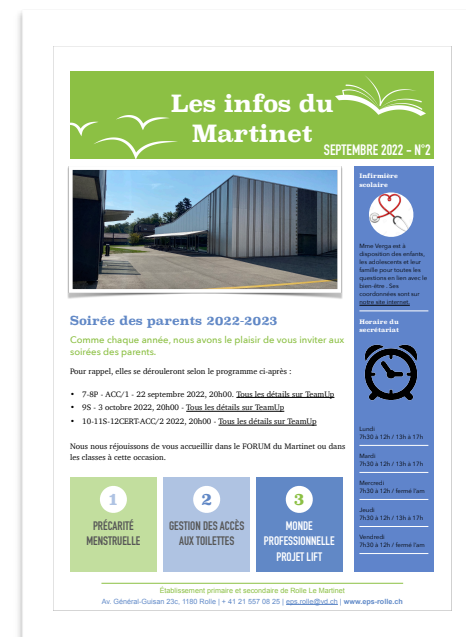 Les infos du
Martinet
SEPTEMBRE 2022 - N°2
Infirmière
scolaire
Mme Verga est à
disposition des enfants,
les adolescents et leur
famille pour toutes les
questions en lien avec le
bien-être . Ses
coordonnées sont sur
notre site internet.
Horaire du
secrétariat
Lundi
7h30 à 12h / 13h à 17h
Mardi
7h30 à 12h / 13h à 17h
Mercredi
7h30 à 12h / fermé l'am
Jeudi
7h30 à 12h / 13h à 17h
Vendredi
7h30 à 12h / fermé l'am
Soirée des parents 2022-2023
Comme chaque année, nous avons le plaisir de vous inviter aux
soirées des parents.
Pour rappel, elles se dérouleront selon le programme ci-après :
• 7-8P - ACC/1 - 22 septembre 2022, 20h00. Tous les détails sur TeamUp
• 9S - 3 octobre 2022, 20h00 - Tous les détails sur TeamUp
• 10-11S-12CERT-ACC/2 2022, 20h00 - Tous les détails sur TeamUp
Nous nous réjouissons de vous accueillir dans le FORUM du Martinet ou dans
les classes à cette occasion.
1
PRÉCARITÉ
MENSTRUELLE
2
GESTION DES ACCÈS
AUX TOILETTES
3
MONDE
PROFESSIONNELLE
PROJET LIFT
Établissement primaire et secondaire de Rolle Le Martinet
Av. Général-Guisan 23c, 1180 Rolle | + 41 21 557 08 25 | eps.rolle@vd.ch | www.eps-rolle.ch